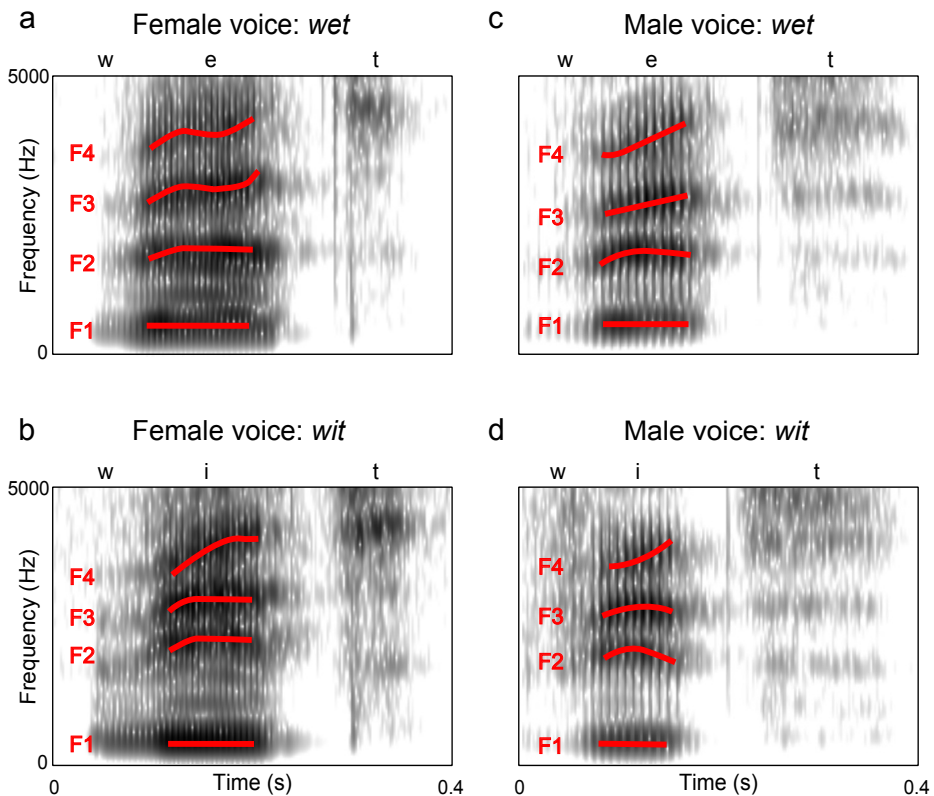 a
Female voice: wet
w e t
5000
Frequency (Hz)
F4
F3
F2
F1
0
c
Male voice: wet
w e t
F4
F3
F2
F1
b
Female voice: wit
w i t
5000
Frequency (Hz)
F4
F3
F2
F1
0
0 Time (s) 0.4
d
Male voice: wit
w i t
F4
F3
F2
F1
0 Time (s) 0.4